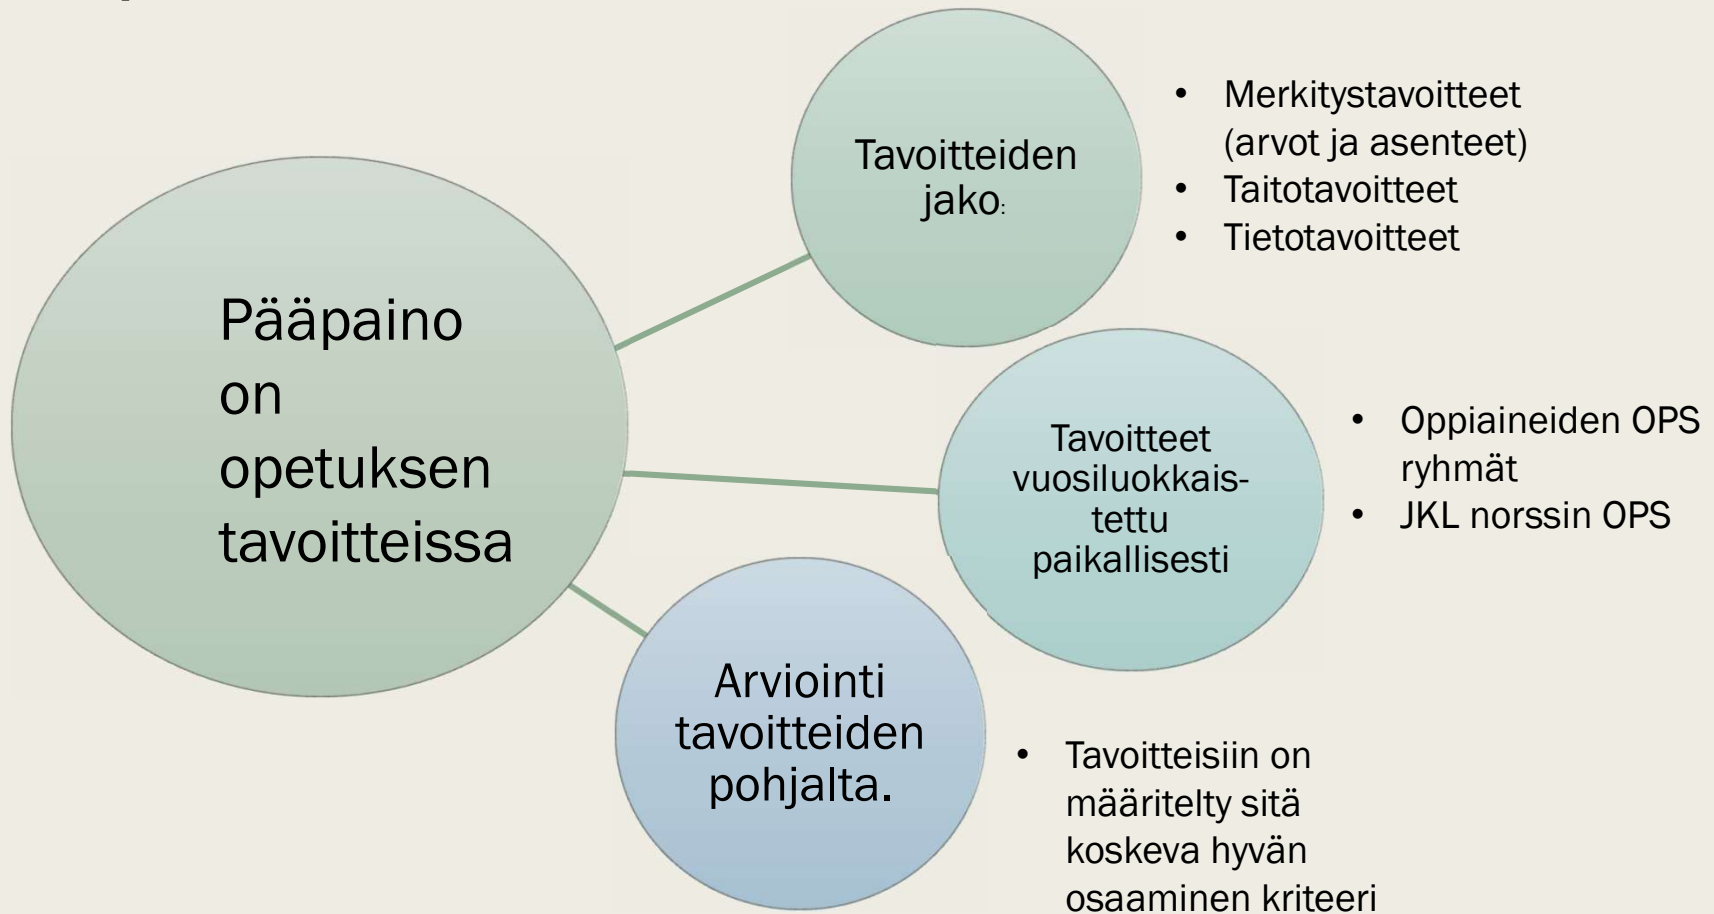 Pääpaino
on
opetuksen
tavoitteissa
Tavoitteiden
jako:
• Merkitystavoitteet
(arvot ja asenteet)
• Taitotavoitteet
• Tietotavoitteet
Tavoitteet
vuosiluokkais-
tettu
paikallisesti
• Oppiaineiden OPS
ryhmät
• JKL norssin OPS
Arviointi
tavoitteiden
pohjalta.
• Tavoitteisiin on
määritelty sitä
koskeva hyvän
osaaminen kriteeri